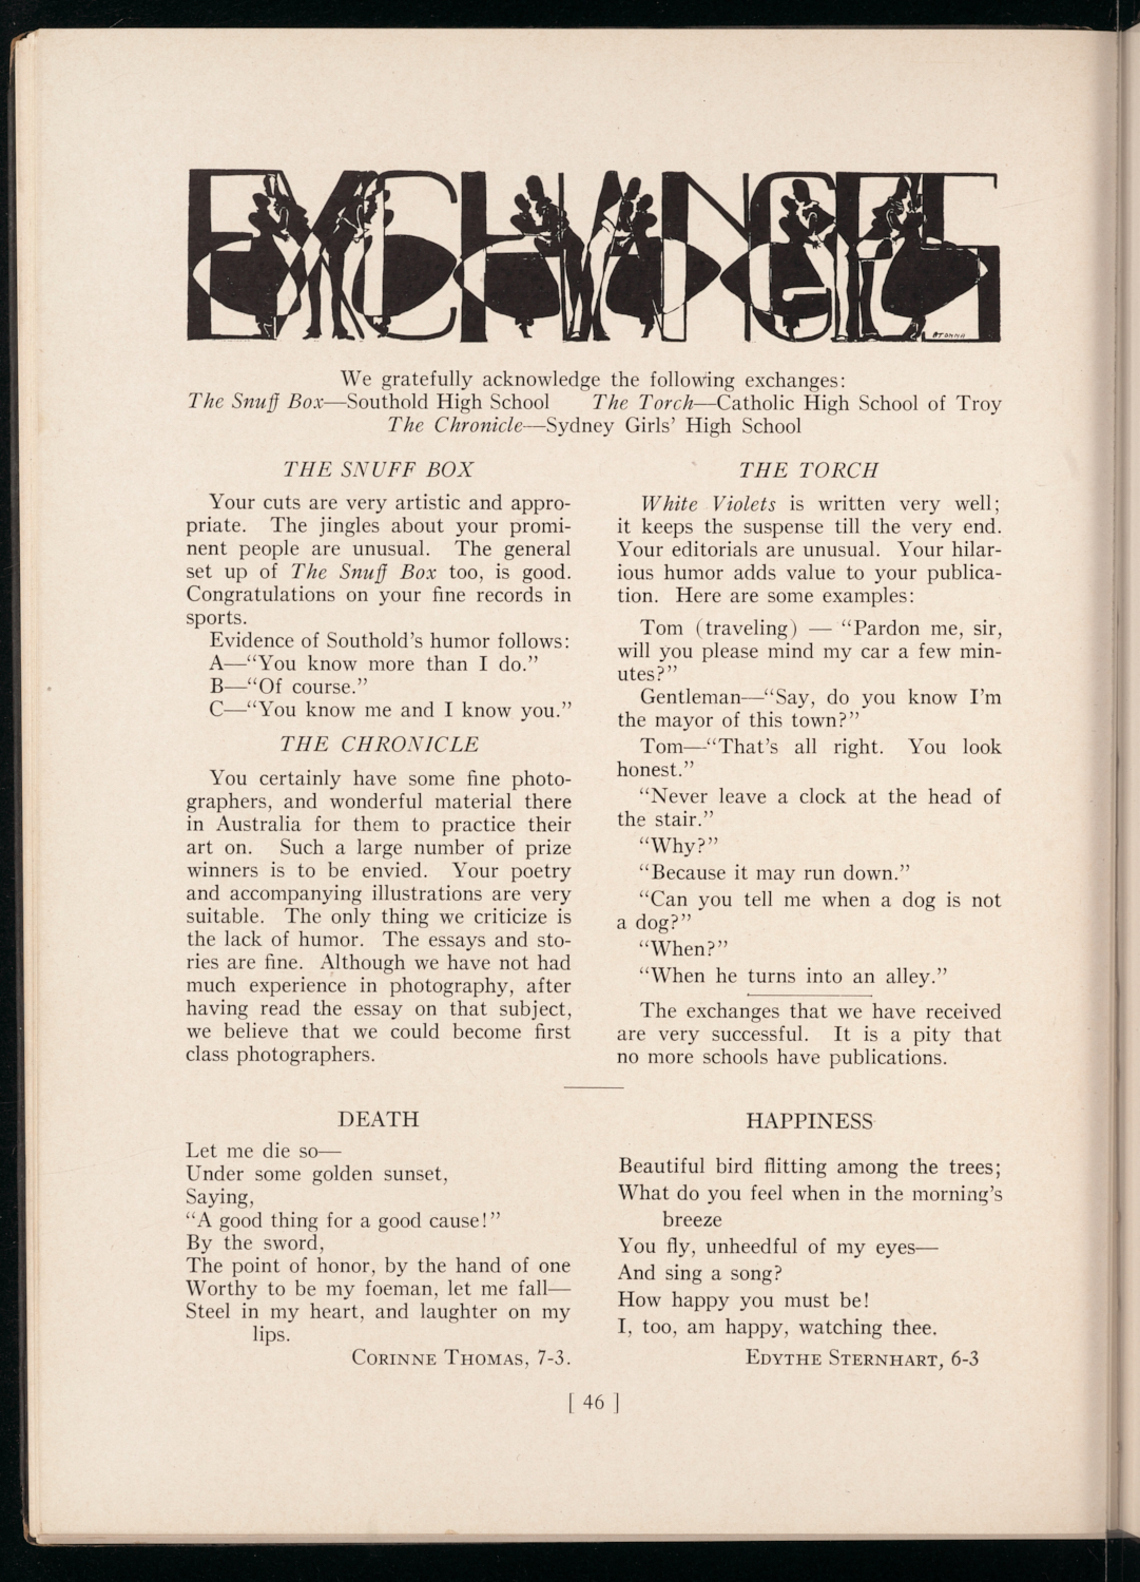 EXCHANGES
We gratefully acknowledge the following exchanges:
The Snuff Box—Southold High School The Torch—Catholic High School of Troy
The Chronicle—Sydney Girls' High School
THE SNUFF BOX
Your cuts are very artistic and appro-
priate. The jingles about your promi-
nent people are unusual. The general
set up of The Snuff Box too, is good.
Congratulations on your fine records in
sports.
Evidence of Southold's humor follows:
A—"You know more than I do."
B—"Of course."
C—"You know me and I know you."
THE CHRONICLE
You certainly have some fine photo-
graphers, and wonderful material there
in Australia for them to practice their
art on. Such a large number of prize
winners is to be envied. Your poetry
and accompanying illustrations are very
suitable. The only thing we criticize is
the lack of humor. The essays and sto-
ries are fine. Although we have not had
much experience in photography, after
having read the essay on that subject,
we believe that we could become first
class photographers.
THE TORCH
White Violets is written very well;
it keeps the suspense till the very end.
Your editorials are unusual. Your hilar-
ious humor adds value to your publica-
tion. Here are some examples:
Tom (traveling) — "Pardon me, sir,
will you please mind my car a few min-
utes?"
Gentleman—"Say, do you know I'm
the mayor of this town?"
Tom—"That's all right. You look
honest."
"Never leave a clock at the head of
the stair."
"Why?"
"Because it may run down."
"Can you tell me when a dog is not
a dog?"
"When?"
"When he turns into an alley."
The exchanges that we have received
are very successful. It is a pity that
no more schools have publications.
DEATH
Let me die so—
Under some golden sunset,
Saying,
"A good thing for a good cause!"
By the sword,
The point of honor, by the hand of one
Worthy to be my foeman, let me fall—
Steel in my heart, and laughter on my
lips.
CORINNE THOMAS, 7-3.
HAPPINESS
Beautiful bird flitting among the trees;
What do you feel when in the morning's
breeze
You fly, unheedful of my eyes—
And sing a song?
How happy you must be!
I, too, am happy, watching thee.
EDYTHE STERNHART, 6-3
[ 46 ]